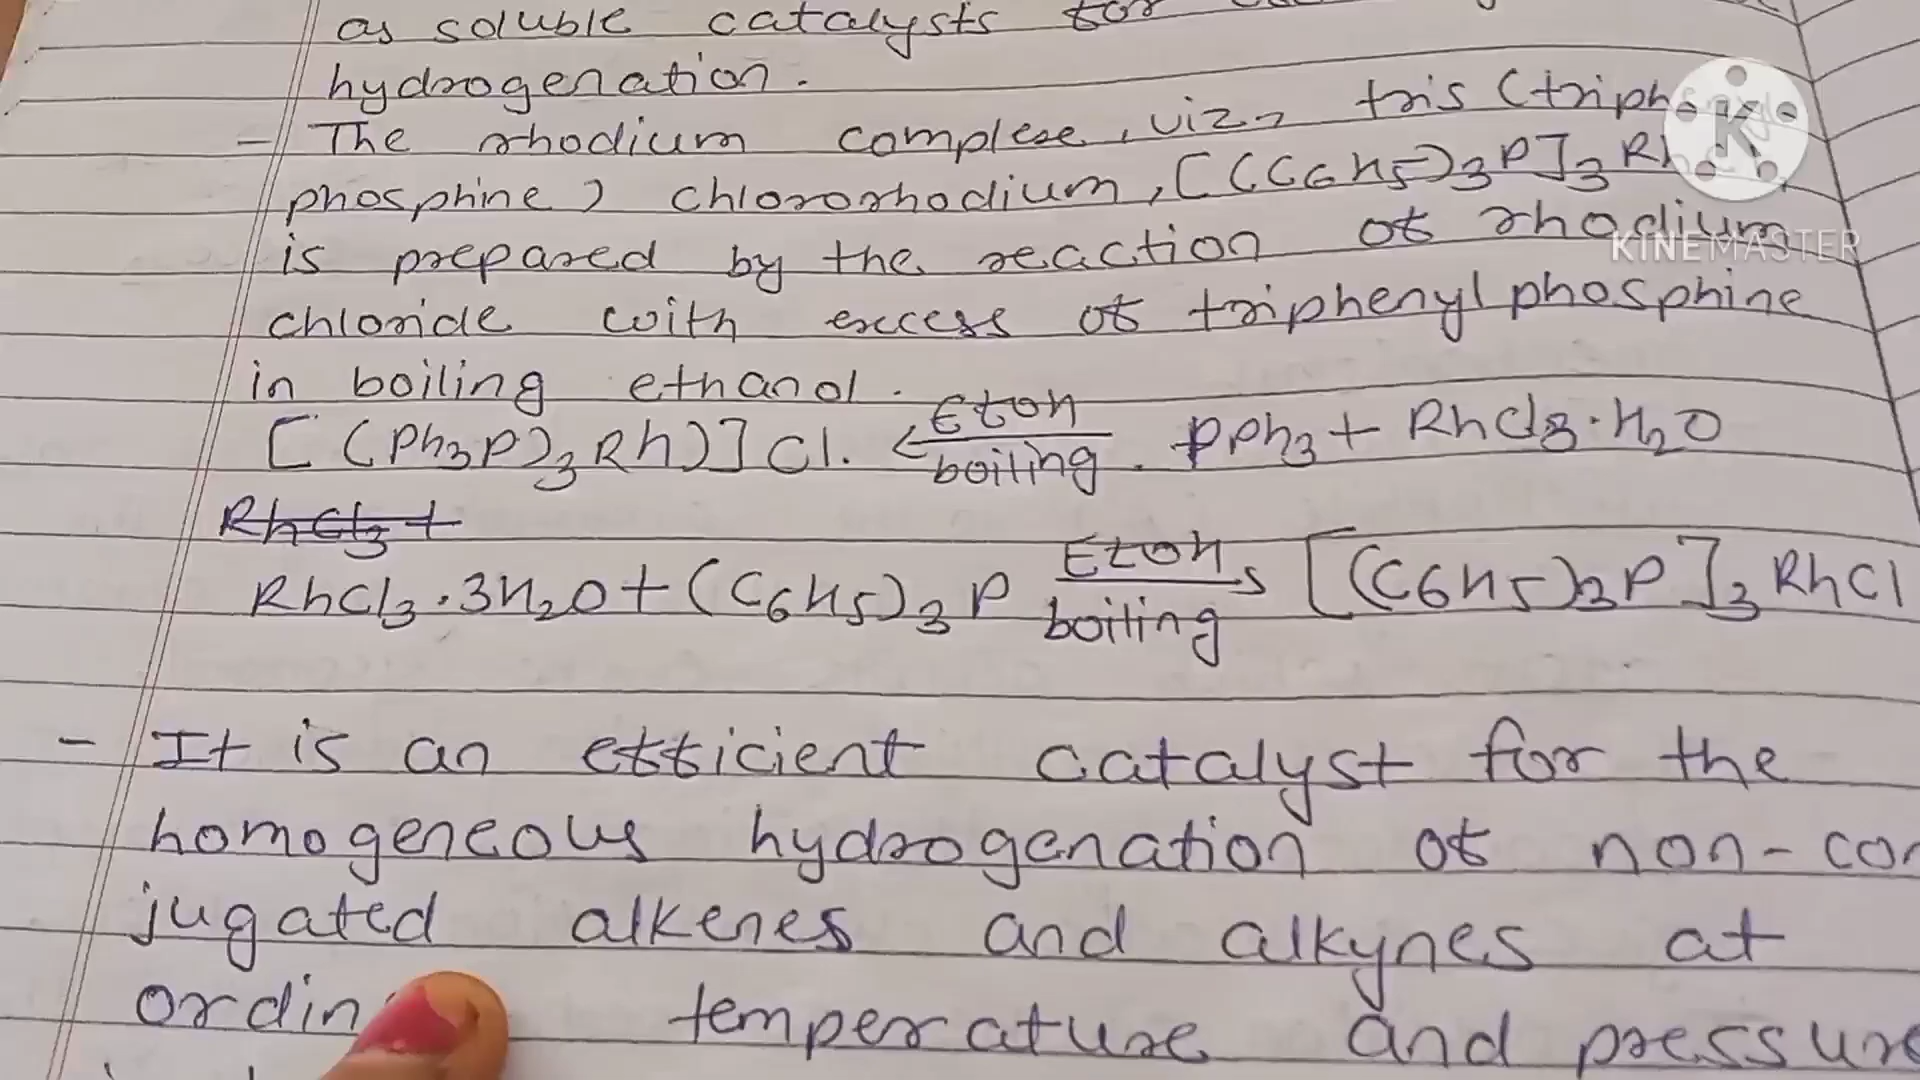 as soluble catalysts for
hydrogenation.
- The rhodium complexe, viz, tris (triph
phosphine) chlororhodium, [((C6H5)3P]3Rh
is prepared by the reaction of rhodium
KINEMASTER
chloride with excess of triphenylphosphine
in boiling ethanol.
[(Ph3P)3Rh)]Cl. <EtOH boiling. PPh3 + RhCl3·H2O
RhCl3 +
RhCl3·3H2O + (C6H5)3P EtOH boiling> [(C6H5)3P]3RhCl
- It is an efficient catalyst for the
homogeneous hydrogenation of non-con
jugated alkenes and alkynes at
ordin temperature and pressure